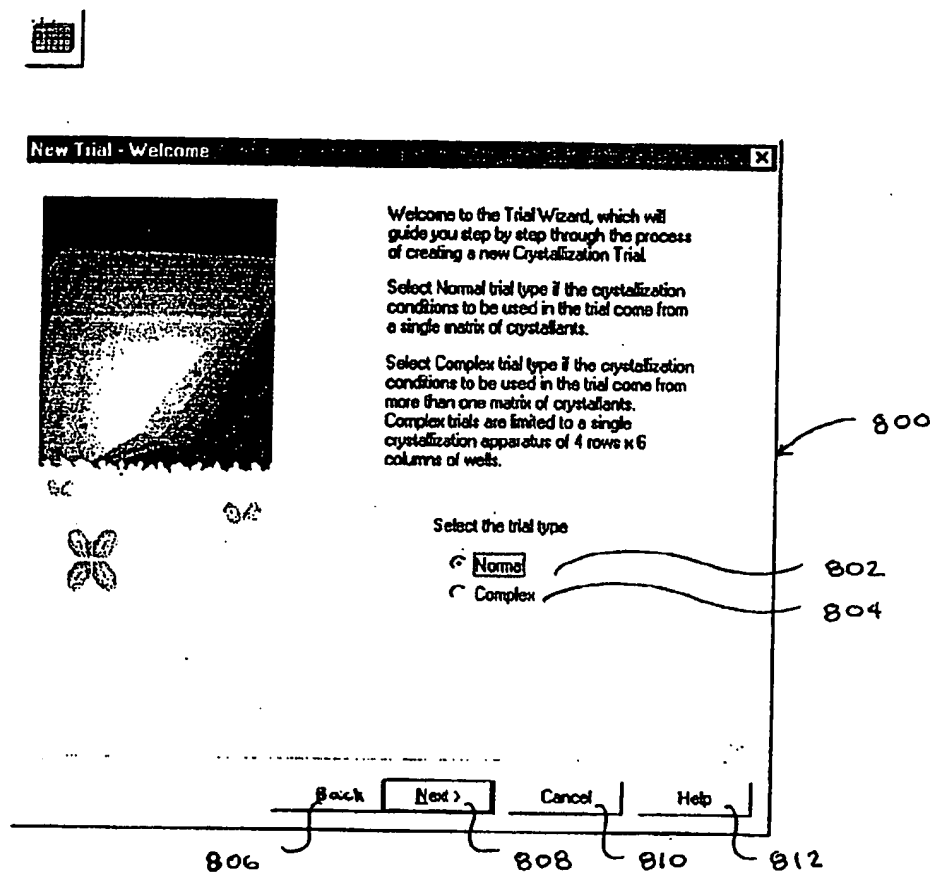 New Trial - Welcome
Welcome to the Trial Wizard, which will
guide you step by step through the process
of creating a new Crystallization Trial.
Select Normal trial type if the crystallization
conditions to be used in the trial come from
a single matrix of crystallants.
Select Complex trial type if the crystallization
conditions to be used in the trial come from
more than one matrix of crystallants.
Complex trials are limited to a single
crystallization apparatus of 4 rows x 6
columns of wells.
800
Select the trial type
Normal
802
Complex
804
Back Next > Cancel Help
806 808 810 812